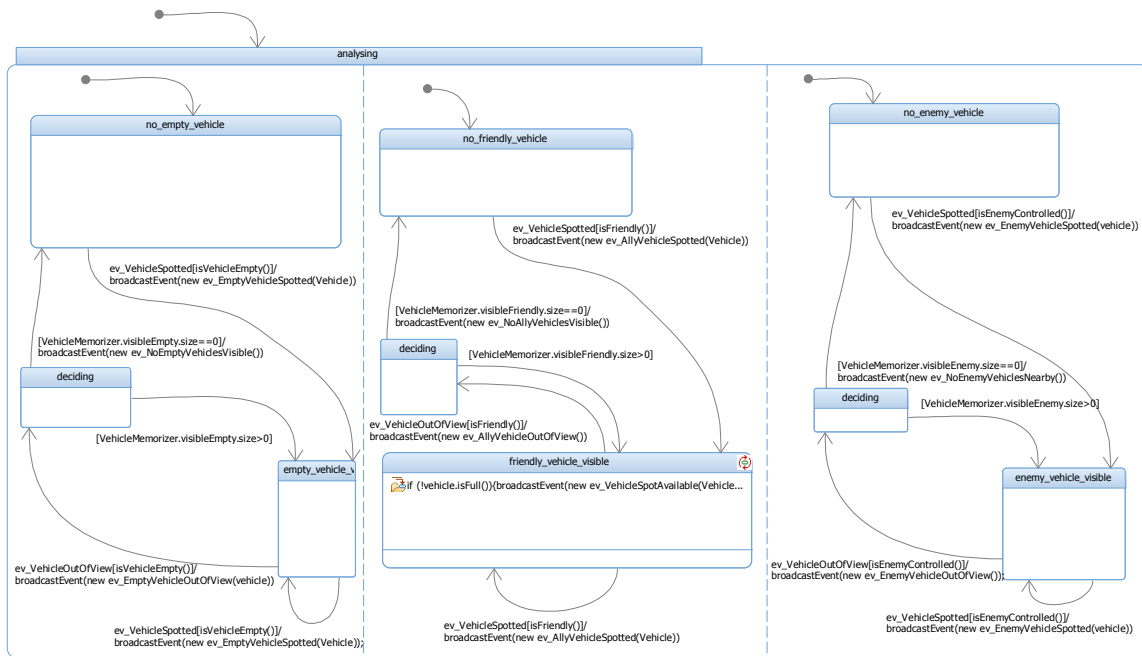 analysing
no_empty_vehicle
ev_VehicleSpotted[isVehicleEmpty()]/
broadcastEvent(new ev_EmptyVehicleSpotted(Vehicle))
[VehicleMemorizer.visibleEmpty.size==0]/
broadcastEvent(new ev_NoEmptyVehiclesVisible())
deciding
[VehicleMemorizer.visibleEmpty.size>0]
empty_vehicle_v
ev_VehicleOutOfView[isVehicleEmpty()]/
broadcastEvent(new ev_EmptyVehicleOutOfView(vehicle))
ev_VehicleSpotted[isVehicleEmpty()]/
broadcastEvent(new ev_EmptyVehicleSpotted(Vehicle));
no_friendly_vehicle
ev_VehicleSpotted[isFriendly()]/
broadcastEvent(new ev_AllyVehicleSpotted(Vehicle))
[VehicleMemorizer.visibleFriendly.size==0]/
broadcastEvent(new ev_NoAllyVehiclesVisible())
deciding
[VehicleMemorizer.visibleFriendly.size>0]
ev_VehicleOutOfView[isFriendly()]/
broadcastEvent(new ev_AllyVehicleOutOfView())
friendly_vehicle_visible
if (!vehicle.isFull()){broadcastEvent(new ev_VehicleSpotAvailable(Vehicle...
ev_VehicleSpotted[isFriendly()]/
broadcastEvent(new ev_AllyVehicleSpotted(Vehicle))
no_enemy_vehicle
ev_VehicleSpotted[isEnemyControlled()]/
broadcastEvent(new ev_EnemyVehicleSpotted(vehicle))
[VehicleMemorizer.visibleEnemy.size==0]/
broadcastEvent(new ev_NoEnemyVehiclesNearby())
deciding
[VehicleMemorizer.visibleEnemy.size>0]
enemy_vehicle_visible
ev_VehicleOutOfView[isEnemyControlled()]/
broadcastEvent(new ev_EnemyVehicleOutOfView());
ev_VehicleSpotted[isEnemyControlled()]/
broadcastEvent(new ev_EnemyVehicleSpotted(vehicle))